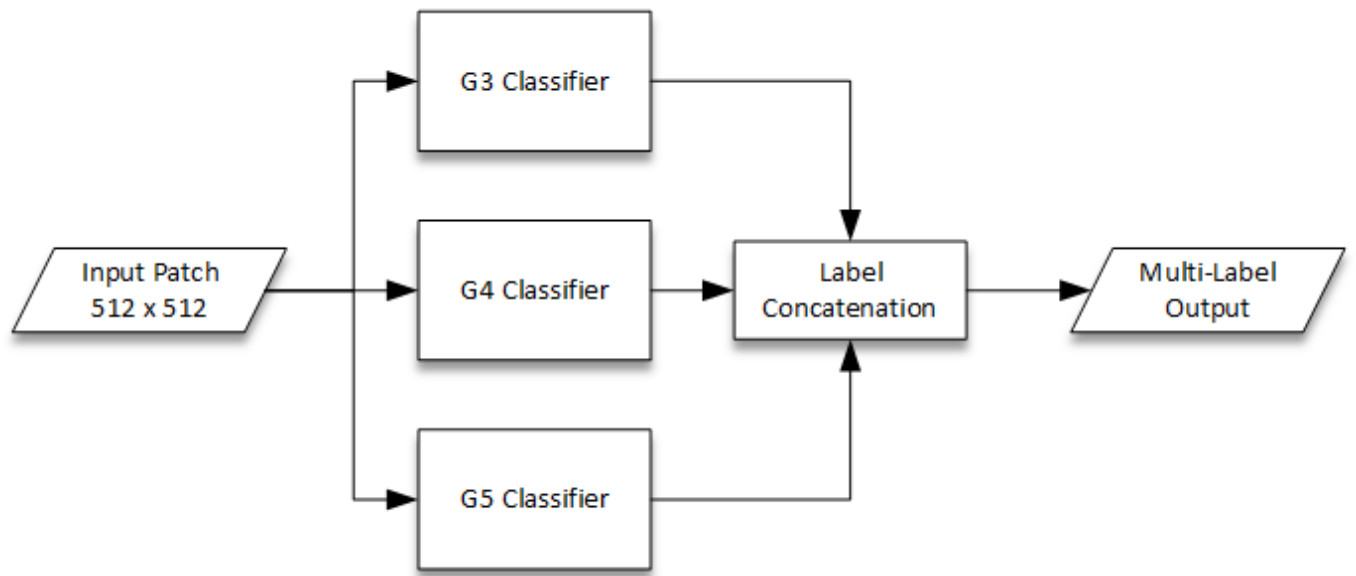 G3 Classifier
Input Patch
512 x 512
G4 Classifier
Label
Concatenation
Multi-Label
Output
G5 Classifier